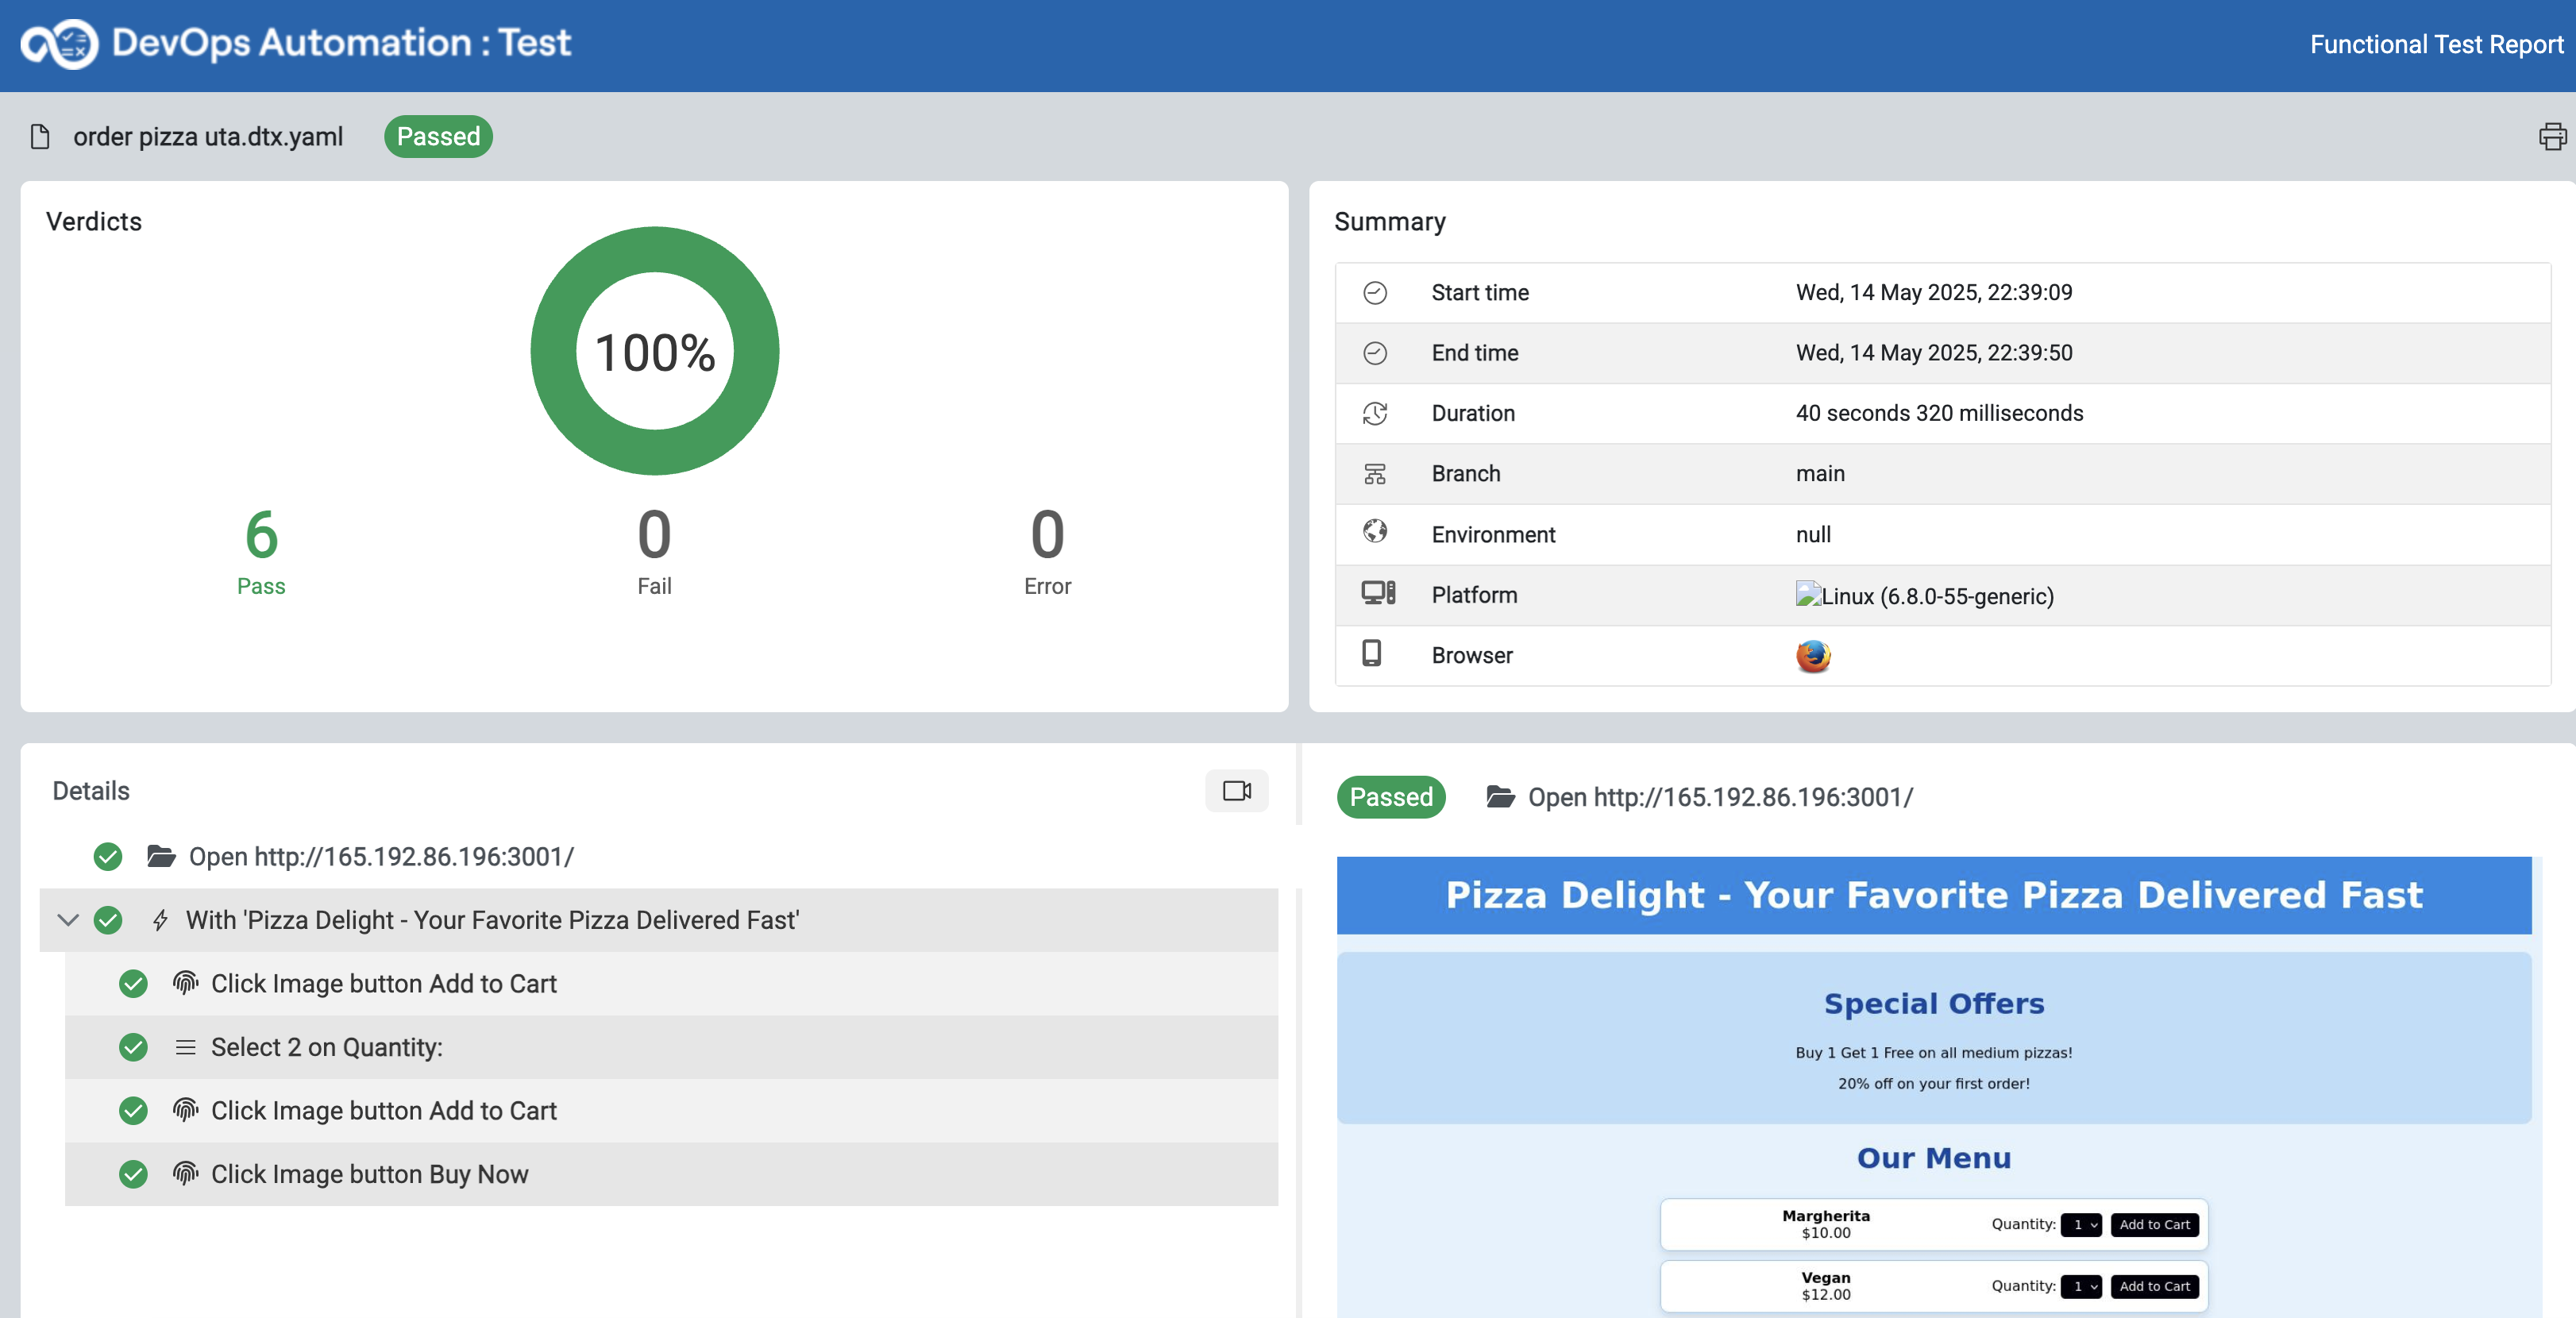 DevOps Automation : Test
Functional Test Report
order pizza uta.dtx.yaml Passed
Verdicts
100%
6 0 0
Pass Fail Error
Summary
Start time Wed, 14 May 2025, 22:39:09
End time Wed, 14 May 2025, 22:39:50
Duration 40 seconds 320 milliseconds
Branch main
Environment null
Platform Linux (6.8.0-55-generic)
Browser
Details
Open http://165.192.86.196:3001/
With 'Pizza Delight - Your Favorite Pizza Delivered Fast'
Click Image button Add to Cart
Select 2 on Quantity:
Click Image button Add to Cart
Click Image button Buy Now
Passed Open http://165.192.86.196:3001/
Pizza Delight - Your Favorite Pizza Delivered Fast
Special Offers
Buy 1 Get 1 Free on all medium pizzas!
20% off on your first order!
Our Menu
Margherita
$10.00
Quantity: 1 Add to Cart
Vegan
$12.00
Quantity: 1 Add to Cart